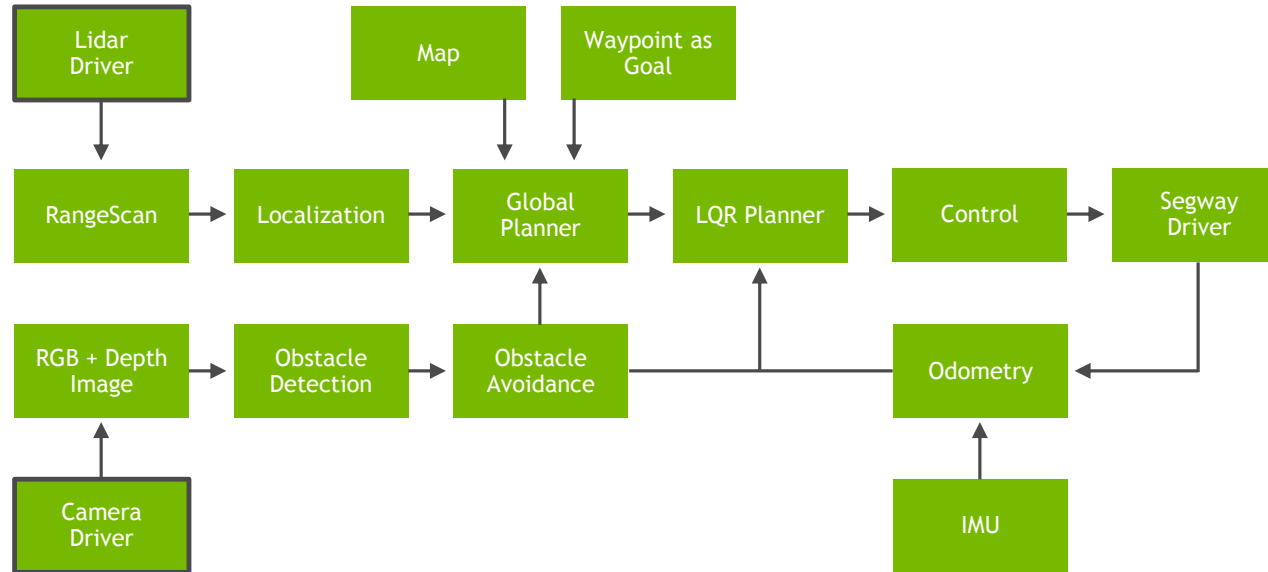 Lidar
Driver
Map
Waypoint as
Goal
RangeScan
Localization
Global
Planner
LQR Planner
Control
Segway
Driver
RGB + Depth
Image
Obstacle
Detection
Obstacle
Avoidance
Odometry
Camera
Driver
IMU